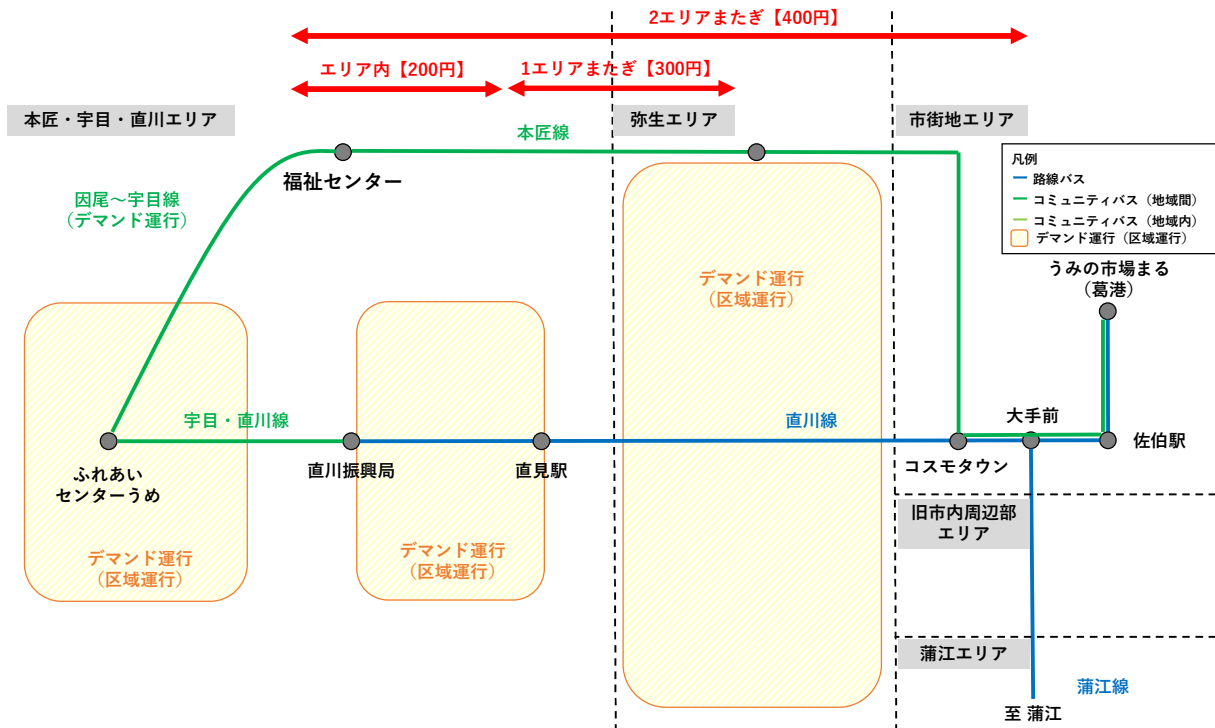 2エリアまたぎ【400円】
エリア内【200円】
1エリアまたぎ【300円】
本匠・宇目・直川エリア
弥生エリア
市街地エリア
本匠線
福祉センター
因尾～宇目線
（デマンド運行）
凡例
路線バス
コミュニティバス（地域間）
コミュニティバス（地域内）
デマンド運行（区域運行）
うみの市場まる
（葛港）
デマンド運行
（区域運行）
宇目・直川線
直川線
大手前
ふれあい
センターうめ
直川振興局
直見駅
コスモタウン
佐伯駅
旧市内周辺部
エリア
デマンド運行
（区域運行）
デマンド運行
（区域運行）
蒲江エリア
蒲江線
至 蒲江